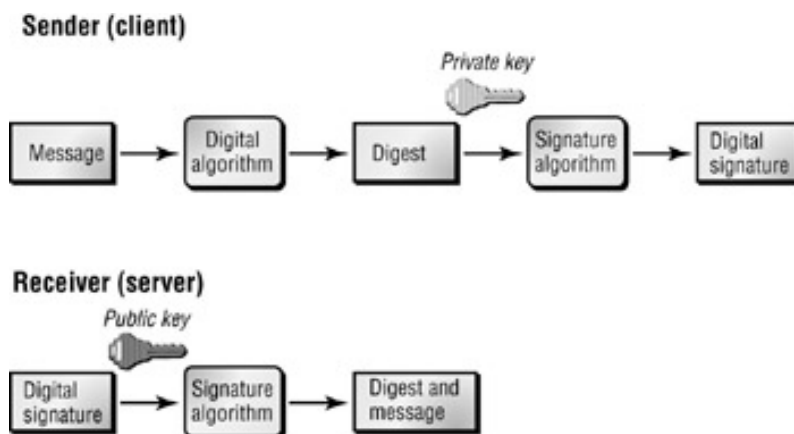 Sender (client)
Private key
Message
Digital
algorithm
Digest
Signature
algorithm
Digital
signature
Receiver (server)
Public key
Digital
signature
Signature
algorithm
Digest and
message